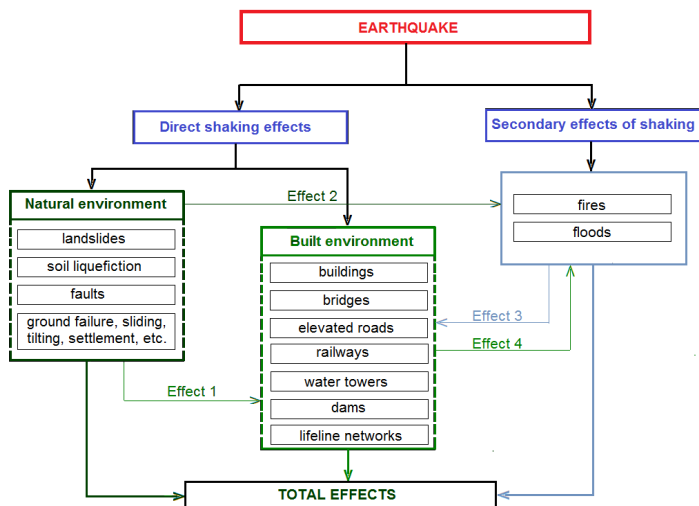 EARTHQUAKE
Direct shaking effects
Secondary effects of shaking
Natural environment
landslides
soil liquefiction
faults
ground failure, sliding,
tilting, settlement, etc.
Effect 2
fires
floods
Built environment
buildings
bridges
elevated roads
railways
water towers
dams
lifeline networks
Effect 3
Effect 4
Effect 1
TOTAL EFFECTS